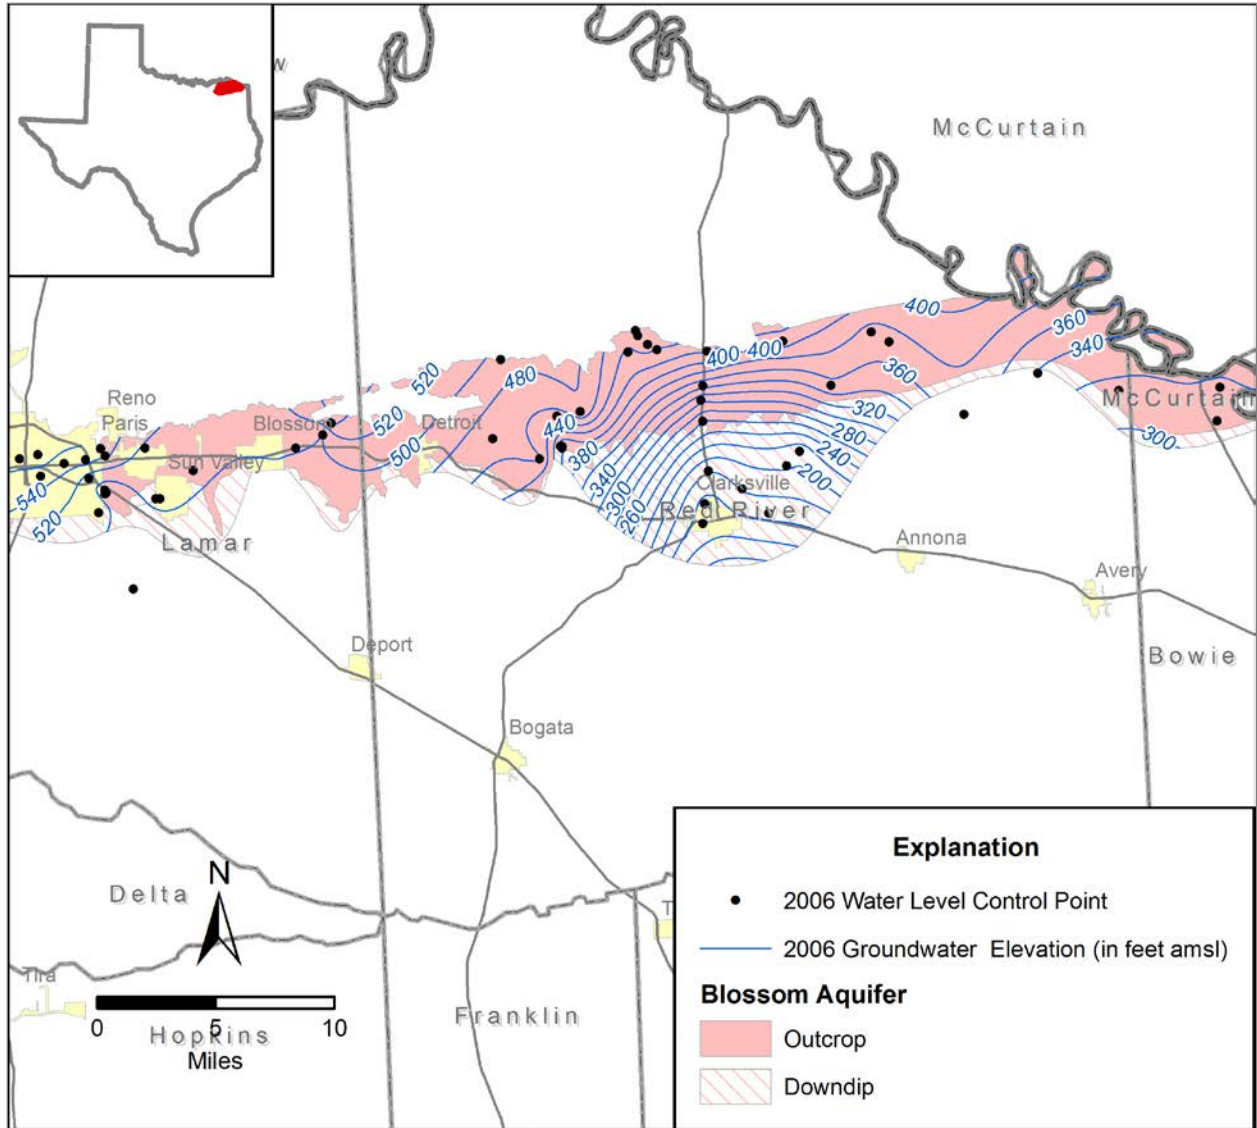 w
McCurtain
400
360
340
520
480
400
400
360
McCurtain
Reno
Paris
Blossom
520
Detroit
440
320
300
500
380
280
Sun Valley
240
540
340
200
Clarksville
520
300
260
Red River
Lamar
Annona
Avery
Deport
Bowie
Bogata
Explanation
N
Delta
2006 Water Level Control Point
T
2006 Groundwater Elevation (in feet amsl)
Tira
Blossom Aquifer
0 5 10
Franklin
Hopkins
Outcrop
Miles
Downdip